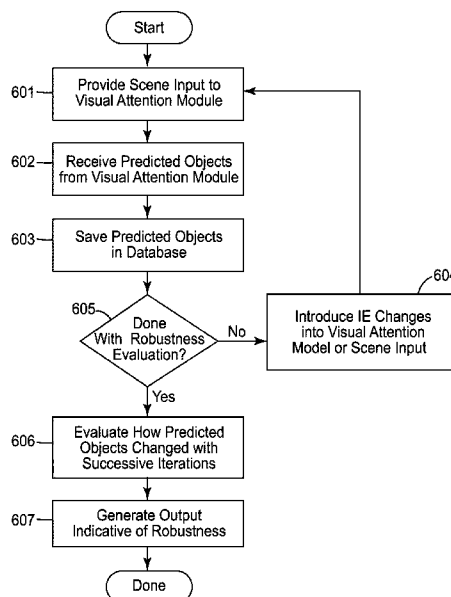 Start
601
Provide Scene Input to
Visual Attention Module
602
Receive Predicted Objects
from Visual Attention Module
603
Save Predicted Objects
in Database
604
605
Done
With Robustness
Evaluation?
No
Introduce IE Changes
into Visual Attention
Model or Scene Input
Yes
606
Evaluate How Predicted
Objects Changed with
Successive Iterations
607
Generate Output
Indicative of Robustness
Done